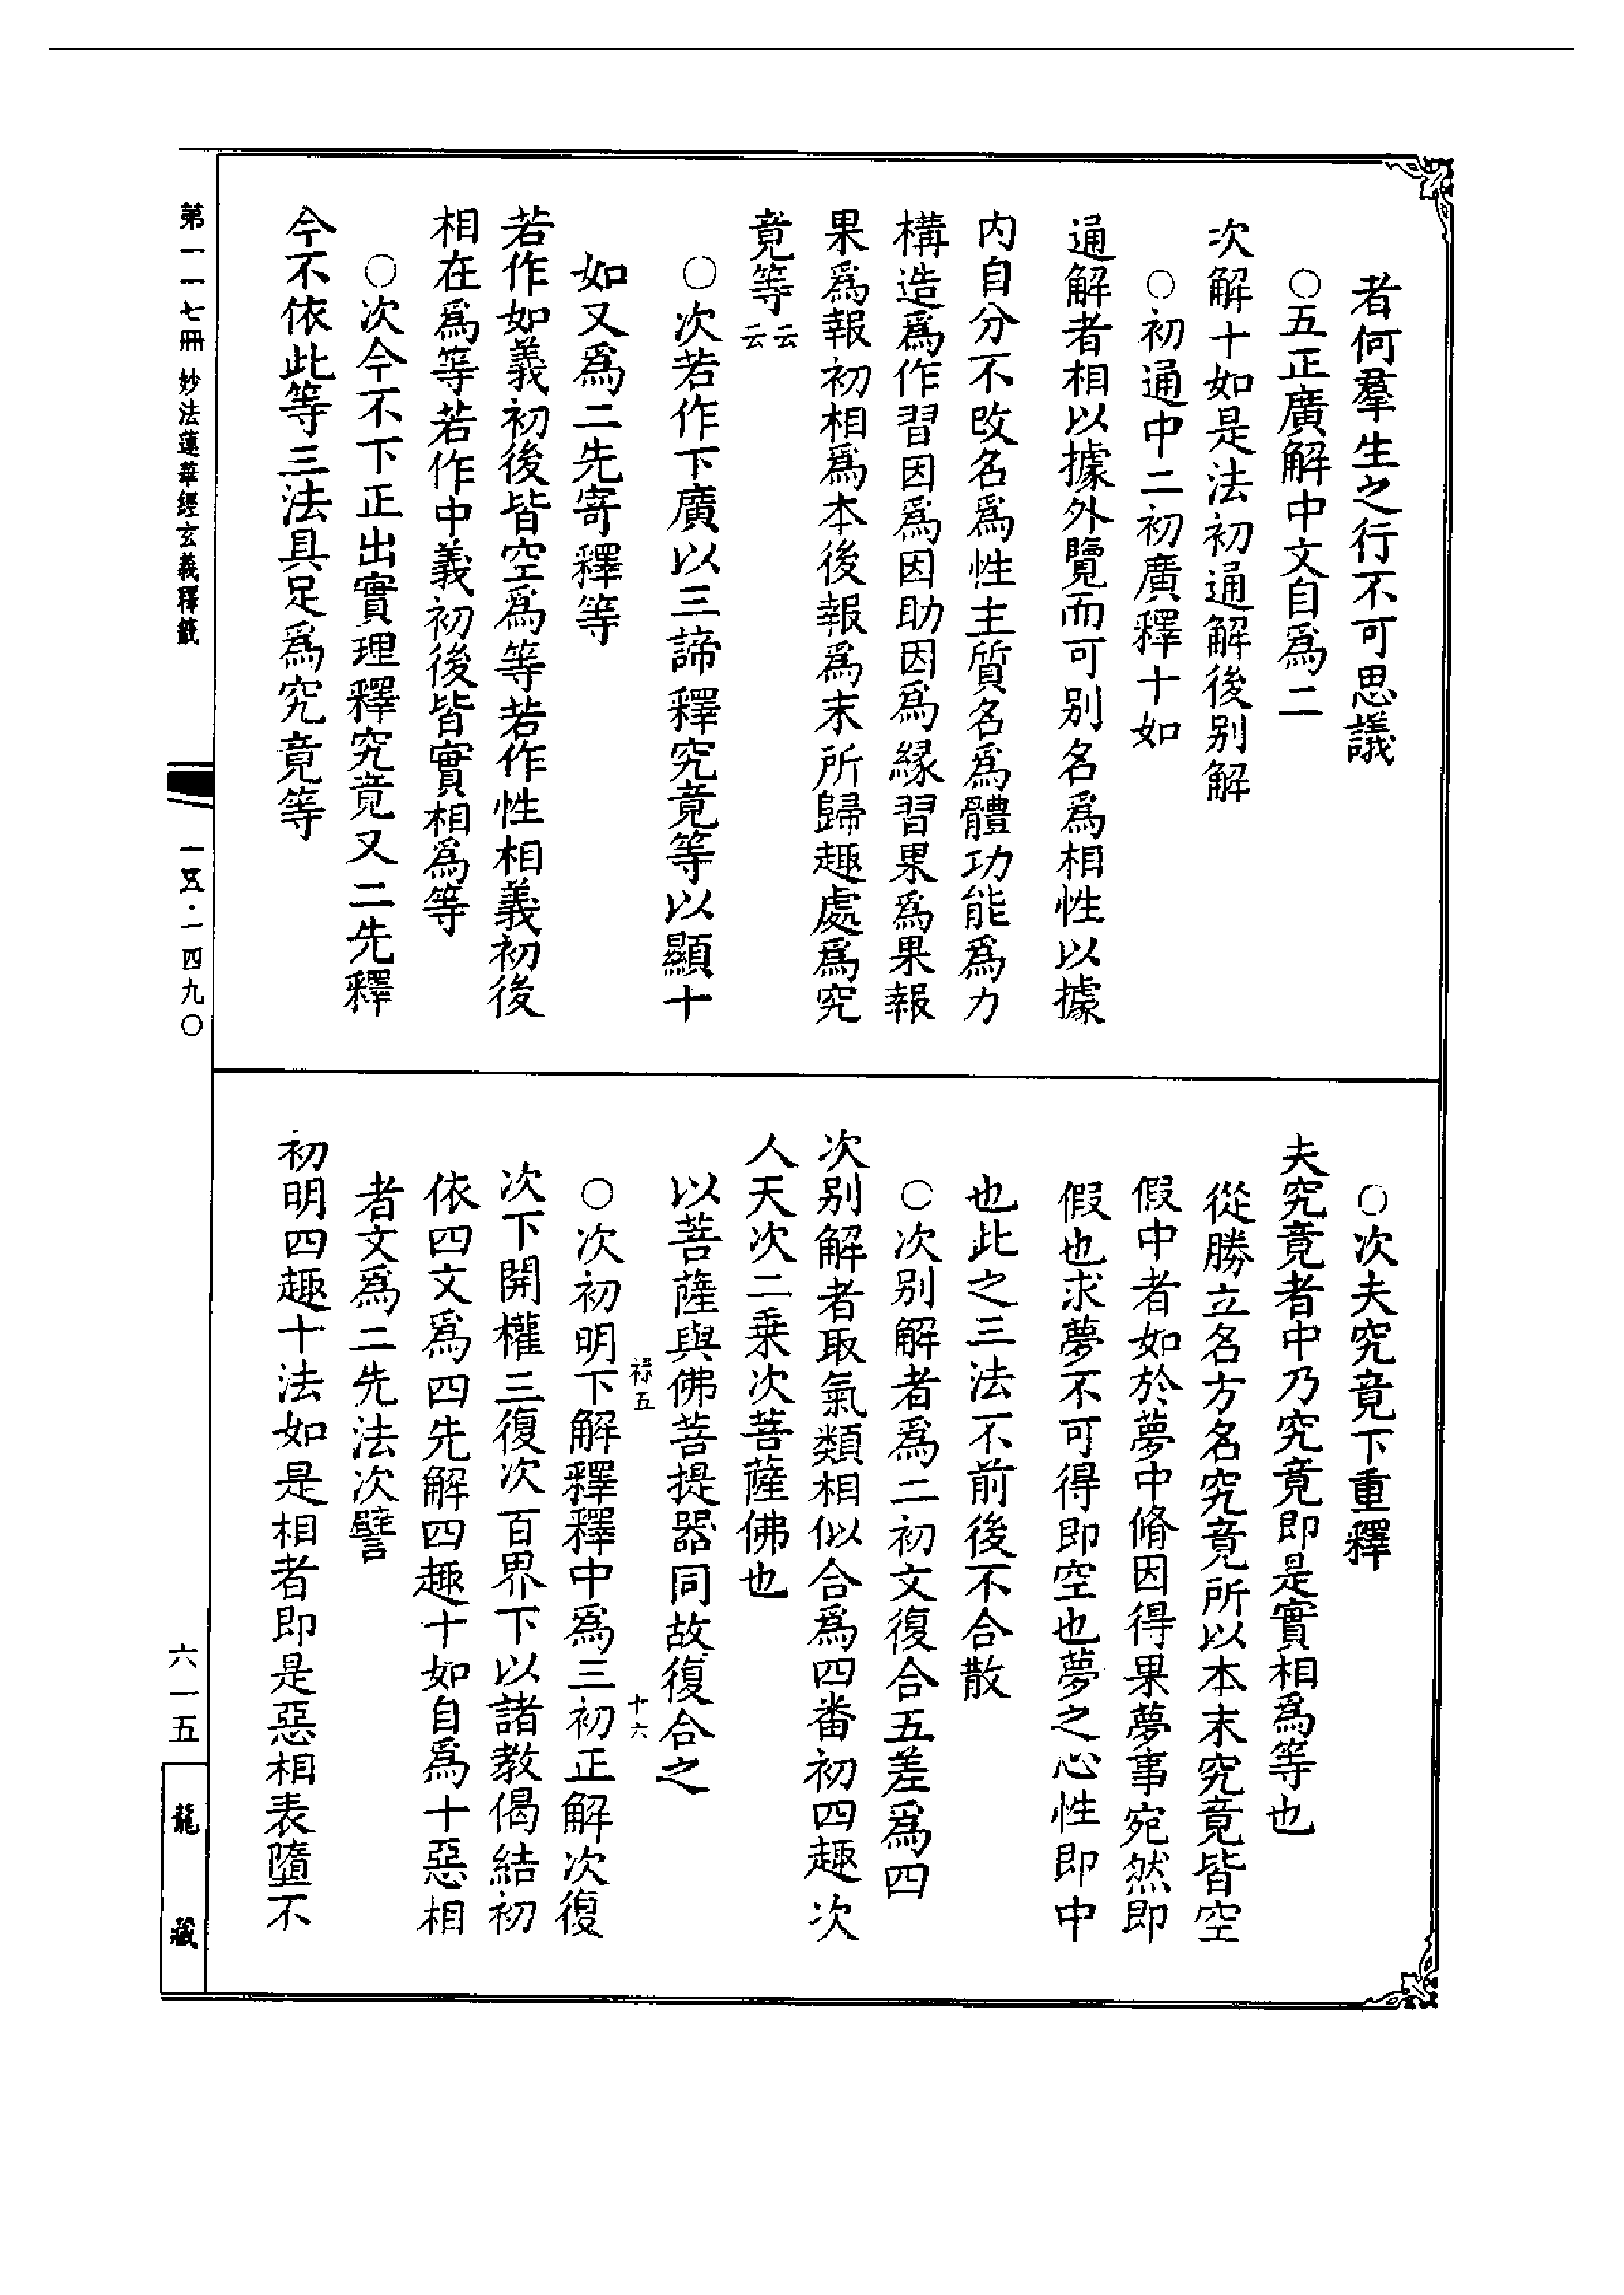 者何羣生之行不可思議
○五正廣解中文自爲二
次解十如是法初通解後別解
○初通中二初廣釋十如
通解者相以據外覽而可别名爲相性以據
内自分不改名爲性主質名爲體功能爲力
構造爲作習因爲因助因爲縁習果爲果報
果爲報初相爲本後報爲末所歸趣處爲究
竟等云云
○次若作下廣以三諦釋究竟等以顯十
如又爲二先寄釋等
若作如義初後皆空爲等若作性相義初後
相在爲等若作中義初後皆實相爲等
○次今不下正出實理釋究竟又二先釋
今不依此等三法具足爲究竟等
○次夫究竟下重釋
夫究竟者中乃究竟即是實相爲等也
從勝立名方名究竟所以本末究竟皆空
假中者如於夢中脩因得果夢事宛然即
假也求夢不可得即空也夢之心性即中
也此之三法不前後不合散
○次别解者爲二初文復合五差爲四
次别解者取氣類相似合爲四番初四趣次
人天次二乗次菩薩佛也
以菩薩與佛菩提器同故復合之
禄五
十六
○次初明下解釋釋中爲三初正解次復
次下開權三復次百界下以諸教偈結初
依四文爲四先解四趣十如自爲十惡相
者文爲二先法次譬
初明四趣十法如是相者即是惡相表墮不
第一一七冊 妙法蓮華經玄義釋籤
一五·一四九〇
六一五
龍藏